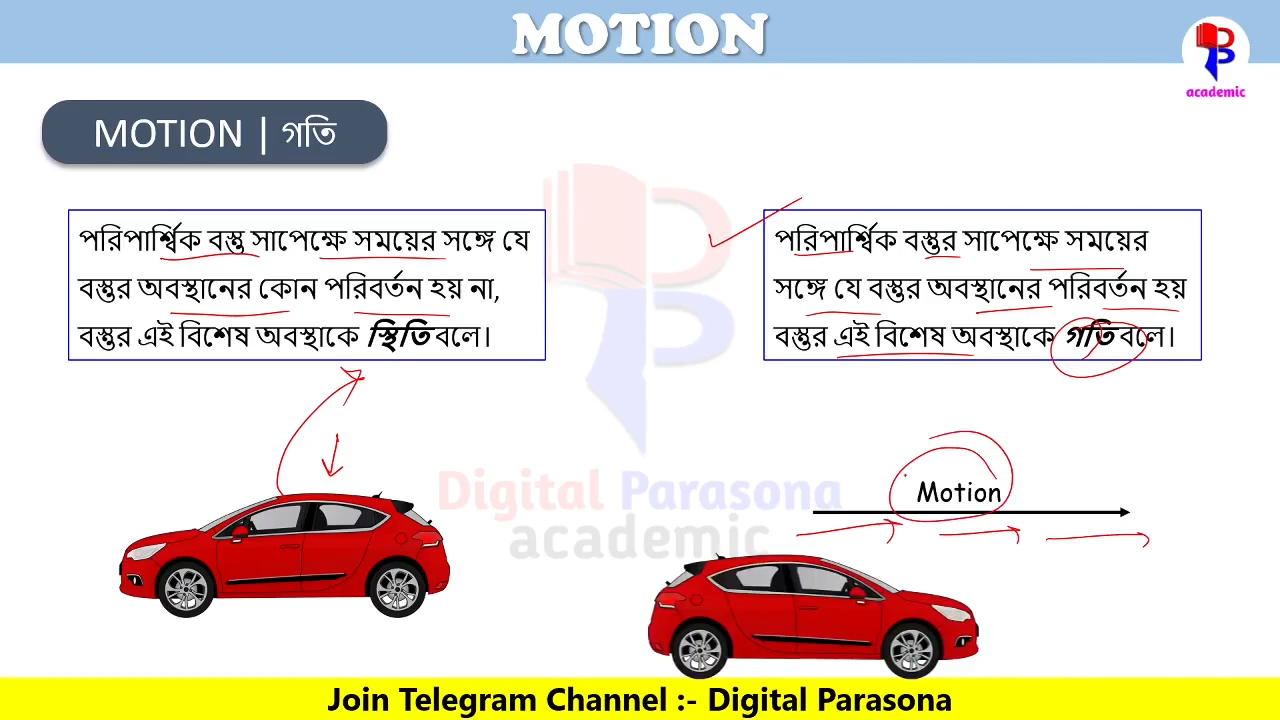 MOTION
academic
MOTION | গতি
পরিপার্শ্বিক বস্তু সাপেক্ষে সময়ের সঙ্গে যে
বস্তুর অবস্থানের কোন পরিবর্তন হয় না,
বস্তুর এই বিশেষ অবস্থাকে স্থিতি বলে।
পরিপার্শ্বিক বস্তুর সাপেক্ষে সময়ের
সঙ্গে যে বস্তুর অবস্থানের পরিবর্তন হয়
বস্তুর এই বিশেষ অবস্থাকে গতি বলে।
Digital Parasona
academic
Motion
Join Telegram Channel :- Digital Parasona